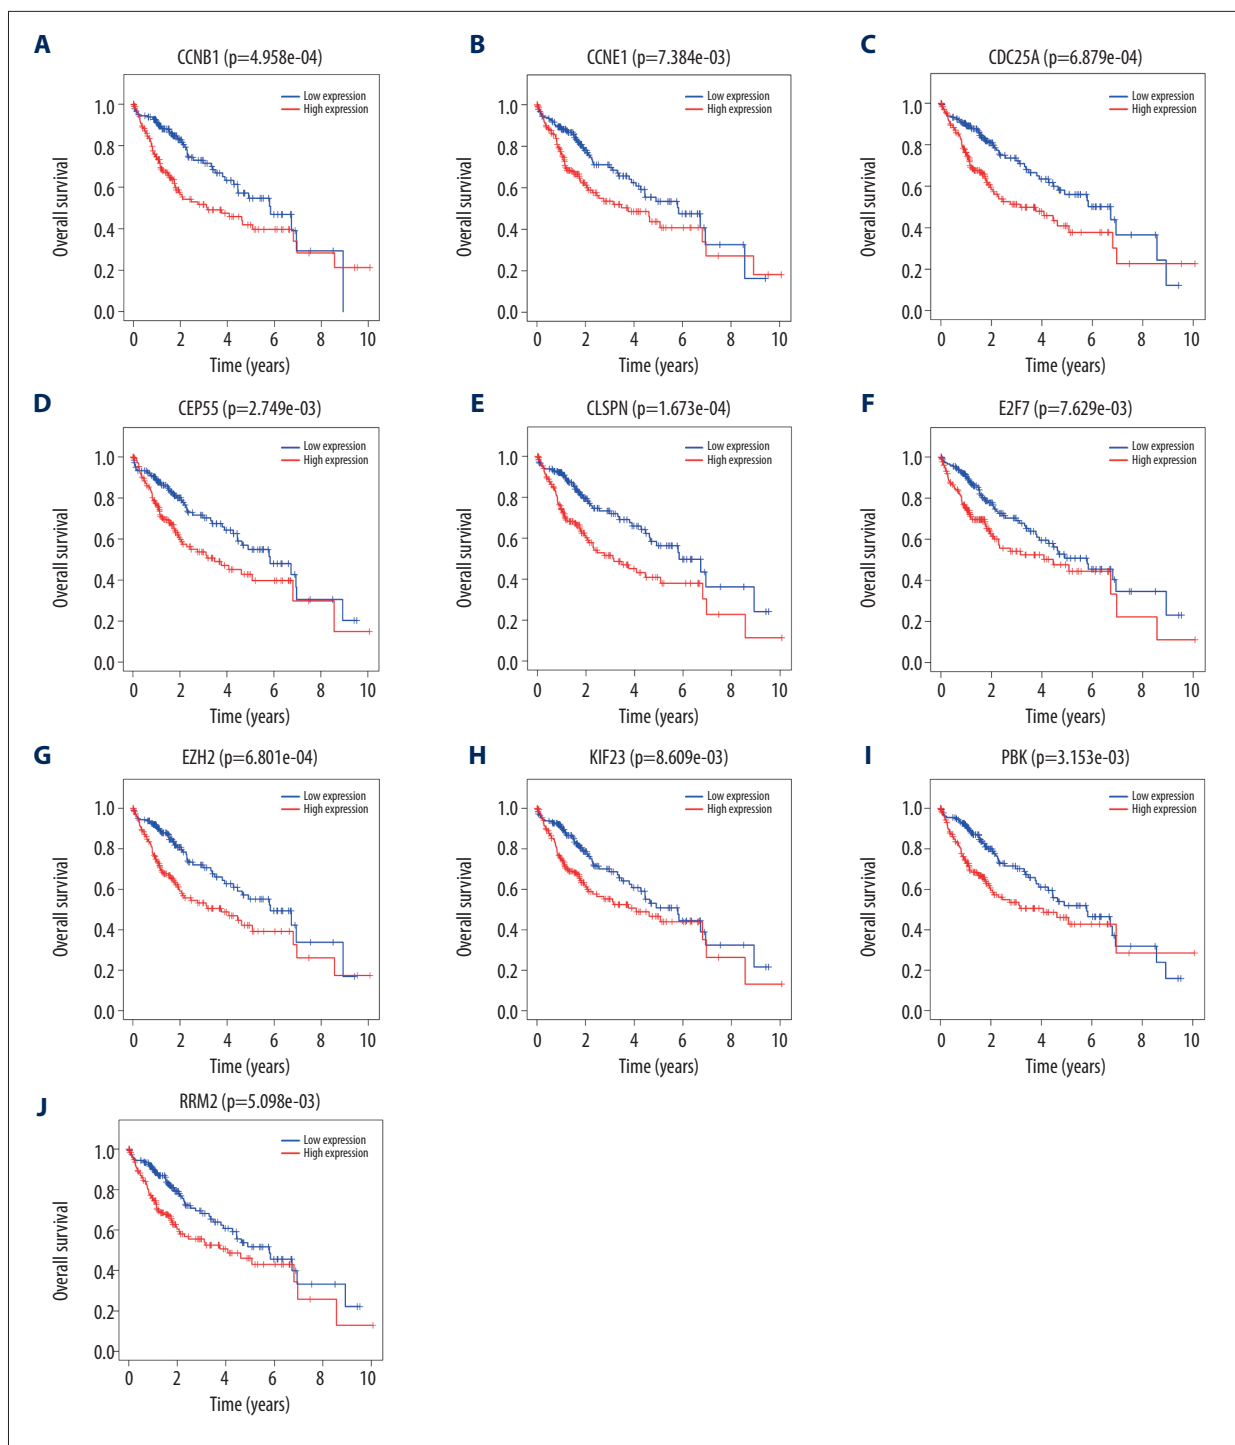 A
CCNB1 (p=4.958e-04)
Low expression
High expression
Overall survival
1.0
0.8
0.6
0.4
0.2
0.0
0 2 4 6 8 10
Time (years)
B
CCNE1 (p=7.384e-03)
Low expression
High expression
Overall survival
1.0
0.8
0.6
0.4
0.2
0.0
0 2 4 6 8 10
Time (years)
C
CDC25A (p=6.879e-04)
Low expression
High expression
Overall survival
1.0
0.8
0.6
0.4
0.2
0.0
0 2 4 6 8 10
Time (years)
D
CEP55 (p=2.749e-03)
Low expression
High expression
Overall survival
1.0
0.8
0.6
0.4
0.2
0.0
0 2 4 6 8 10
Time (years)
E
CLSPN (p=1.673e-04)
Low expression
High expression
Overall survival
1.0
0.8
0.6
0.4
0.2
0.0
0 2 4 6 8 10
Time (years)
F
E2F7 (p=7.629e-03)
Low expression
High expression
Overall survival
1.0
0.8
0.6
0.4
0.2
0.0
0 2 4 6 8 10
Time (years)
G
EZH2 (p=6.801e-04)
Low expression
High expression
Overall survival
1.0
0.8
0.6
0.4
0.2
0.0
0 2 4 6 8 10
Time (years)
H
KIF23 (p=8.609e-03)
Low expression
High expression
Overall survival
1.0
0.8
0.6
0.4
0.2
0.0
0 2 4 6 8 10
Time (years)
I
PBK (p=3.153e-03)
Low expression
High expression
Overall survival
1.0
0.8
0.6
0.4
0.2
0.0
0 2 4 6 8 10
Time (years)
J
RRM2 (p=5.098e-03)
Low expression
High expression
Overall survival
1.0
0.8
0.6
0.4
0.2
0.0
0 2 4 6 8 10
Time (years)